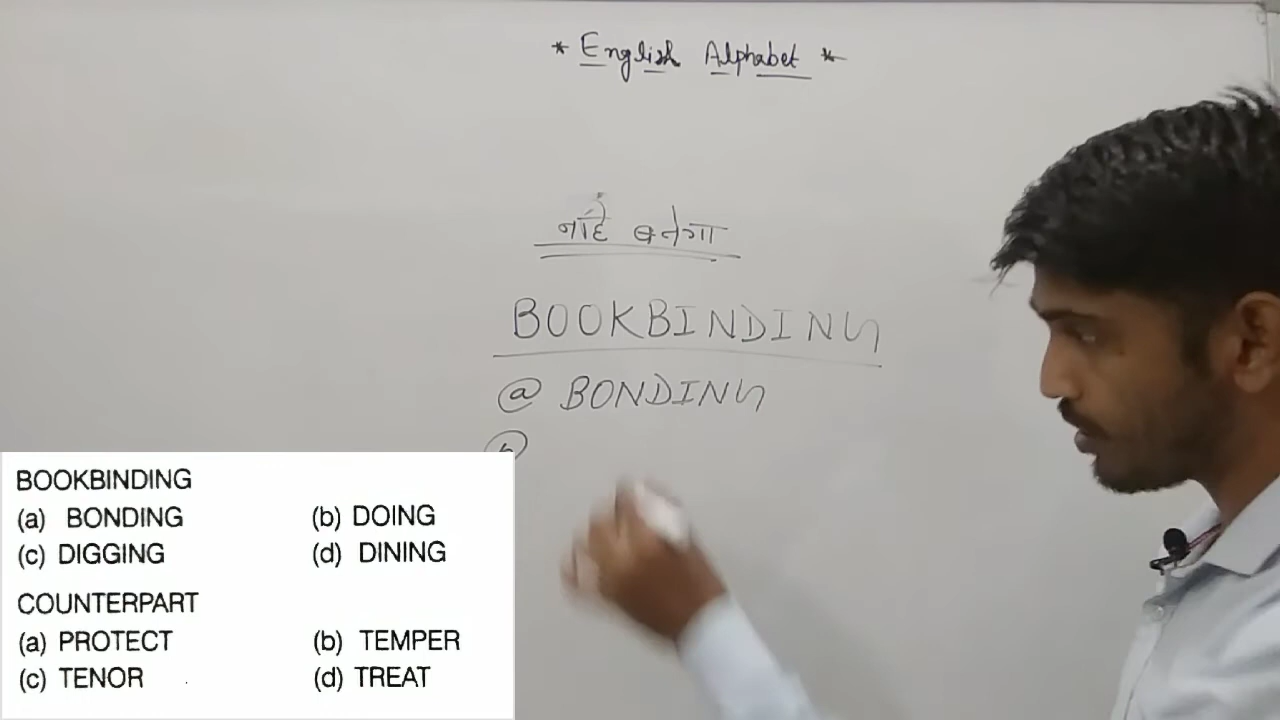 * English Alphabet *
नहीं बनेगा
BOOKBINDING
(a) BONDING
(b)
BOOKBINDING
(a) BONDING (b) DOING
(c) DIGGING (d) DINING
COUNTERPART
(a) PROTECT (b) TEMPER
(c) TENOR (d) TREAT